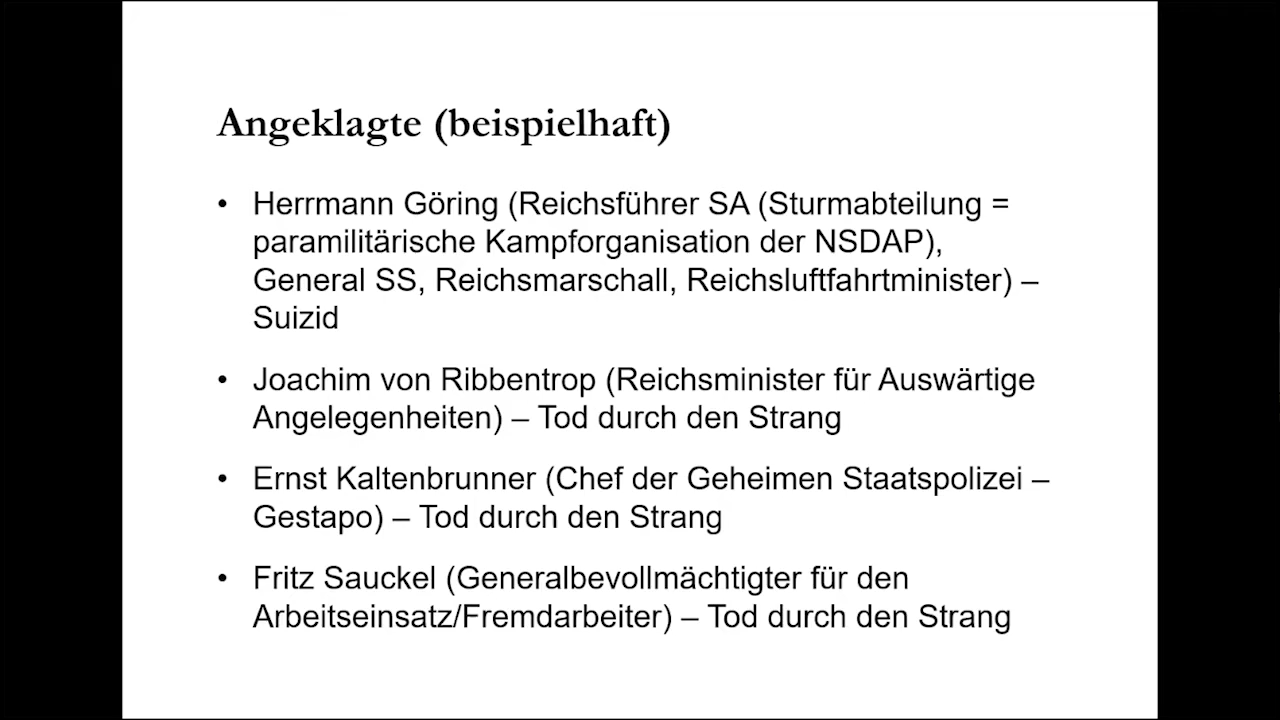 Angeklagte (beispielhaft)
• Herrmann Göring (Reichsführer SA (Sturmabteilung =
paramilitärische Kampforganisation der NSDAP),
General SS, Reichsmarschall, Reichsluftfahrtminister) –
Suizid
• Joachim von Ribbentrop (Reichsminister für Auswärtige
Angelegenheiten) – Tod durch den Strang
• Ernst Kaltenbrunner (Chef der Geheimen Staatspolizei –
Gestapo) – Tod durch den Strang
• Fritz Sauckel (Generalbevollmächtigter für den
Arbeitseinsatz/Fremdarbeiter) – Tod durch den Strang